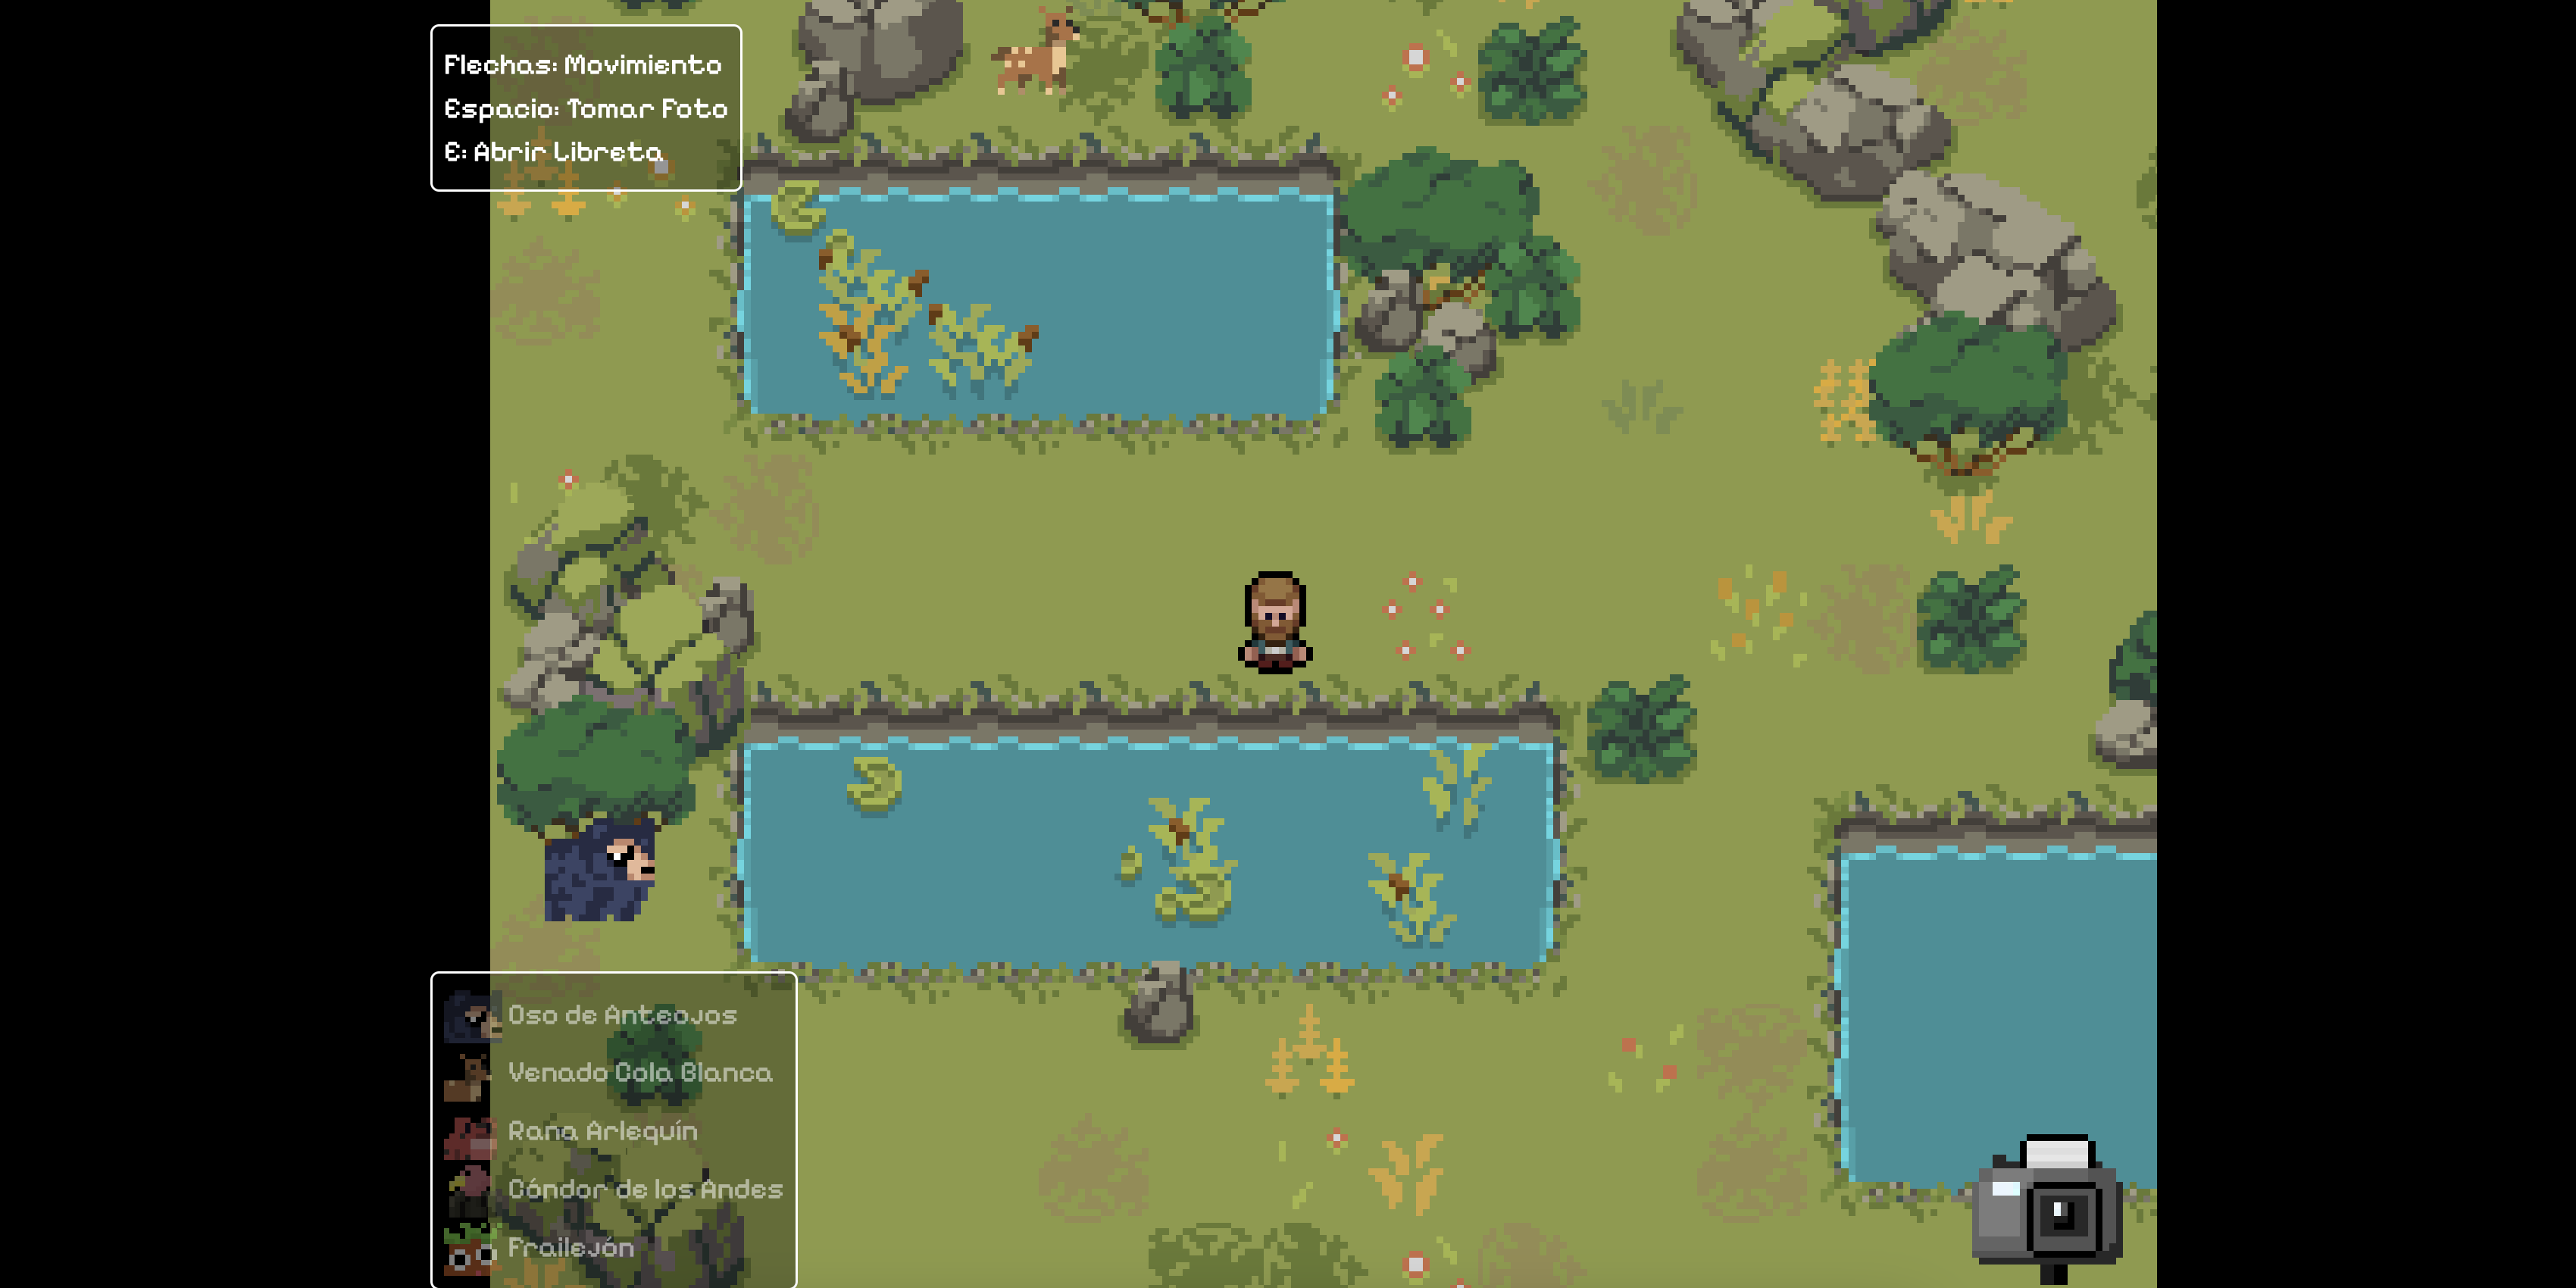 Flechas: Movimiento
Espacio: Tomar Foto
E: Abrir Libreta
Oso de Anteojos
Venado Cola Blanca
Rana Arlequín
Cóndor de los Andes
Frailejón